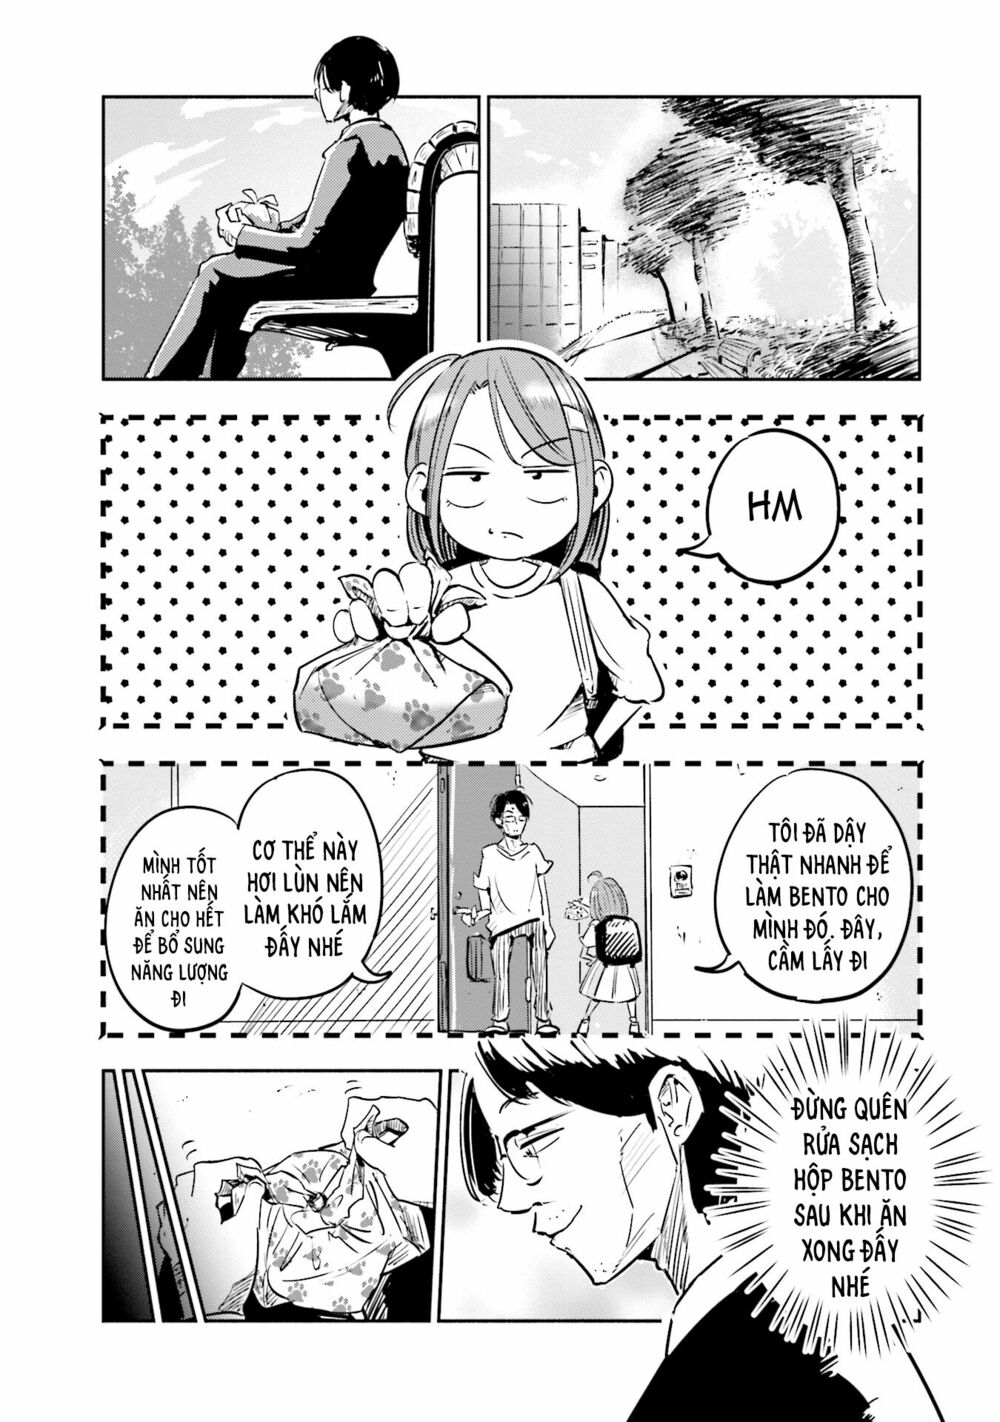 HM
TÔI ĐÃ DẬY
THẬT NHANH ĐỂ
LÀM BENTO CHO
MÌNH ĐÓ. ĐÂY,
CẦM LẤY ĐI
CƠ THỂ NÀY
HƠI LÙN NÊN
LÀM KHÓ LẮM
ĐẤY NHÉ
MÌNH TỐT
NHẤT NÊN
ĂN CHO HẾT
ĐỂ BỔ SUNG
NĂNG LƯỢNG
ĐI
ĐỪNG QUÊN
RỬA SẠCH
HỘP BENTO
SAU KHI ĂN
XONG ĐẤY
NHÉ